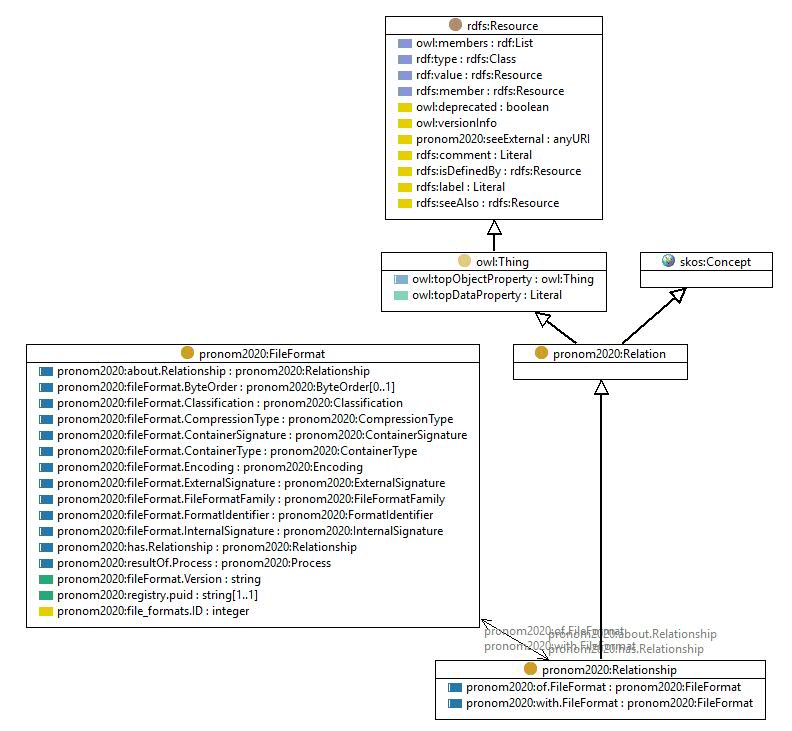 rdfs:Resource
owl:members : rdf:List
rdf:type : rdfs:Class
rdf:value : rdfs:Resource
rdfs:member : rdfs:Resource
owl:deprecated : boolean
owl:versionInfo
pronom2020:seeExternal : anyURI
rdfs:comment : Literal
rdfs:isDefinedBy : rdfs:Resource
rdfs:label : Literal
rdfs:seeAlso : rdfs:Resource
owl:Thing
owl:topObjectProperty : owl:Thing
owl:topDataProperty : Literal
skos:Concept
pronom2020:FileFormat
pronom2020:about.Relationship : pronom2020:Relationship
pronom2020:fileFormat.ByteOrder : pronom2020:ByteOrder[0..1]
pronom2020:fileFormat.Classification : pronom2020:Classification
pronom2020:fileFormat.CompressionType : pronom2020:CompressionType
pronom2020:fileFormat.ContainerSignature : pronom2020:ContainerSignature
pronom2020:fileFormat.ContainerType : pronom2020:ContainerType
pronom2020:fileFormat.Encoding : pronom2020:Encoding
pronom2020:fileFormat.ExternalSignature : pronom2020:ExternalSignature
pronom2020:fileFormat.FileFormatFamily : pronom2020:FileFormatFamily
pronom2020:fileFormat.FormatIdentifier : pronom2020:FormatIdentifier
pronom2020:fileFormat.InternalSignature : pronom2020:InternalSignature
pronom2020:has.Relationship : pronom2020:Relationship
pronom2020:resultOf.Process : pronom2020:Process
pronom2020:fileFormat.Version : string
pronom2020:registry.puid : string[1..1]
pronom2020:file_formats.ID : integer
pronom2020:Relation
pronom2020:of.FileFormat
pronom2020:about.Relationship
pronom2020:with.FileFormat
pronom2020:has.Relationship
pronom2020:Relationship
pronom2020:of.FileFormat : pronom2020:FileFormat
pronom2020:with.FileFormat : pronom2020:FileFormat